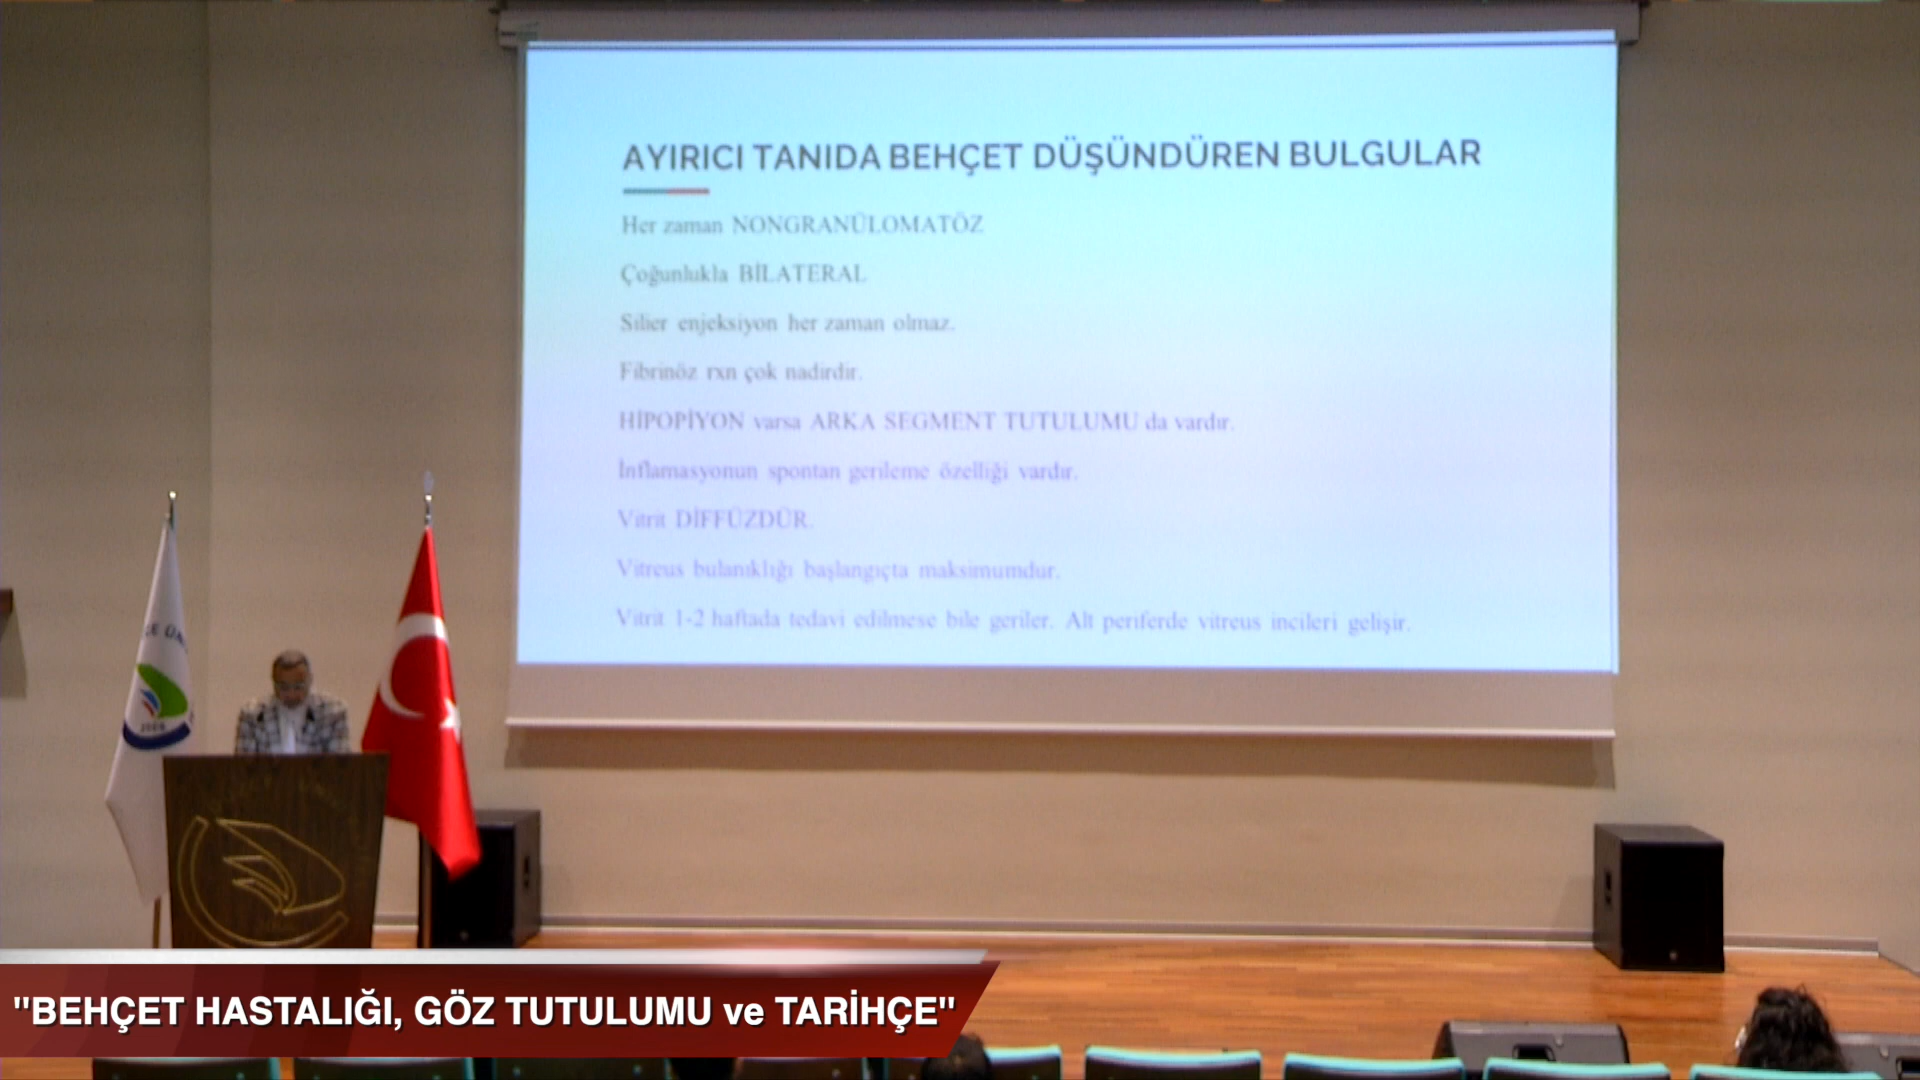 AYIRICI TANIDA BEHÇET DÜŞÜNDÜREN BULGULAR
Her zaman NONGRANÜLOMATÖZ
Çoğunlukla BİLATERAL
Silier enjeksiyon her zaman olmaz.
Fibrinöz rxn çok nadirdir.
HİPOPİYON varsa ARKA SEGMENT TUTULUMU da vardır.
İnflamasyonun spontan gerileme özelliği vardır.
Vitrit DİFFÜZDÜR.
Vitreus bulanıklığı başlangıçta maksimumdur.
Vitrit 1-2 haftada tedavi edilmese bile geriler. Alt periferde vitreus incileri gelişir.
"BEHÇET HASTALIĞI, GÖZ TUTULUMU ve TARİHÇE"